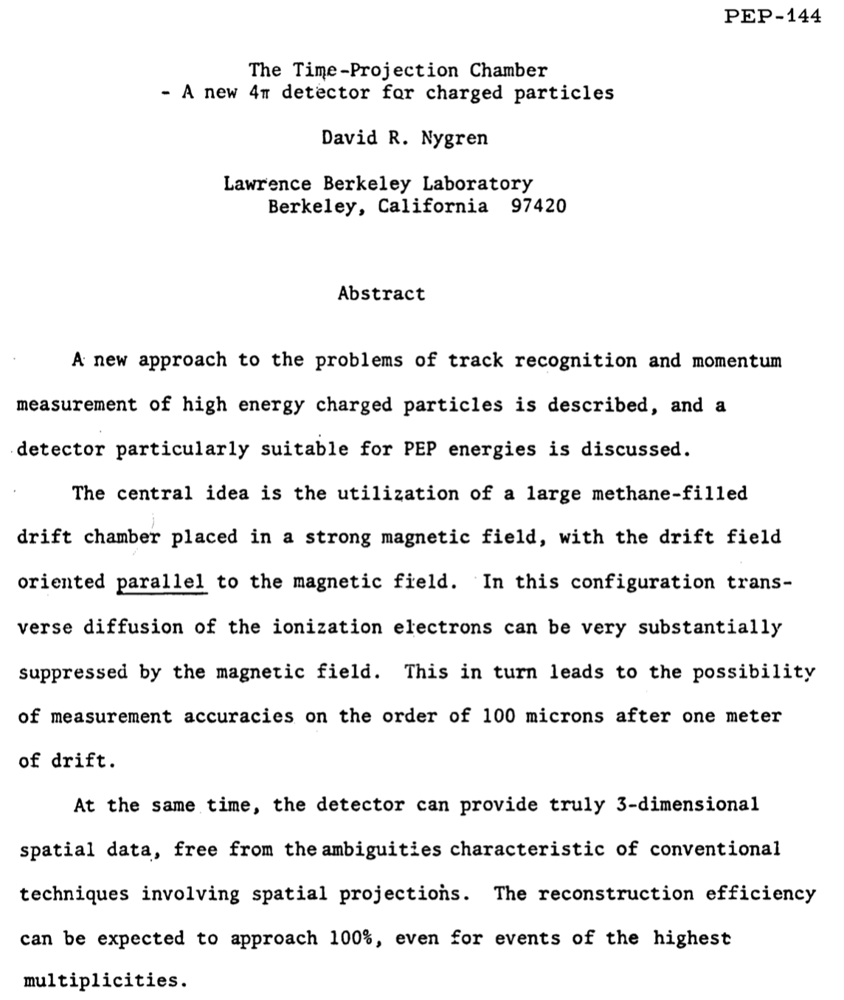 PEP-144
The Time-Projection Chamber
- A new 4π detector for charged particles
David R. Nygren
Lawrence Berkeley Laboratory
Berkeley, California 97420
Abstract
A new approach to the problems of track recognition and momentum
measurement of high energy charged particles is described, and a
detector particularly suitable for PEP energies is discussed.
The central idea is the utilization of a large methane-filled
drift chamber placed in a strong magnetic field, with the drift field
oriented parallel to the magnetic field. In this configuration trans-
verse diffusion of the ionization electrons can be very substantially
suppressed by the magnetic field. This in turn leads to the possibility
of measurement accuracies on the order of 100 microns after one meter
of drift.
At the same time, the detector can provide truly 3-dimensional
spatial data, free from the ambiguities characteristic of conventional
techniques involving spatial projections. The reconstruction efficiency
can be expected to approach 100%, even for events of the highest
multiplicities.